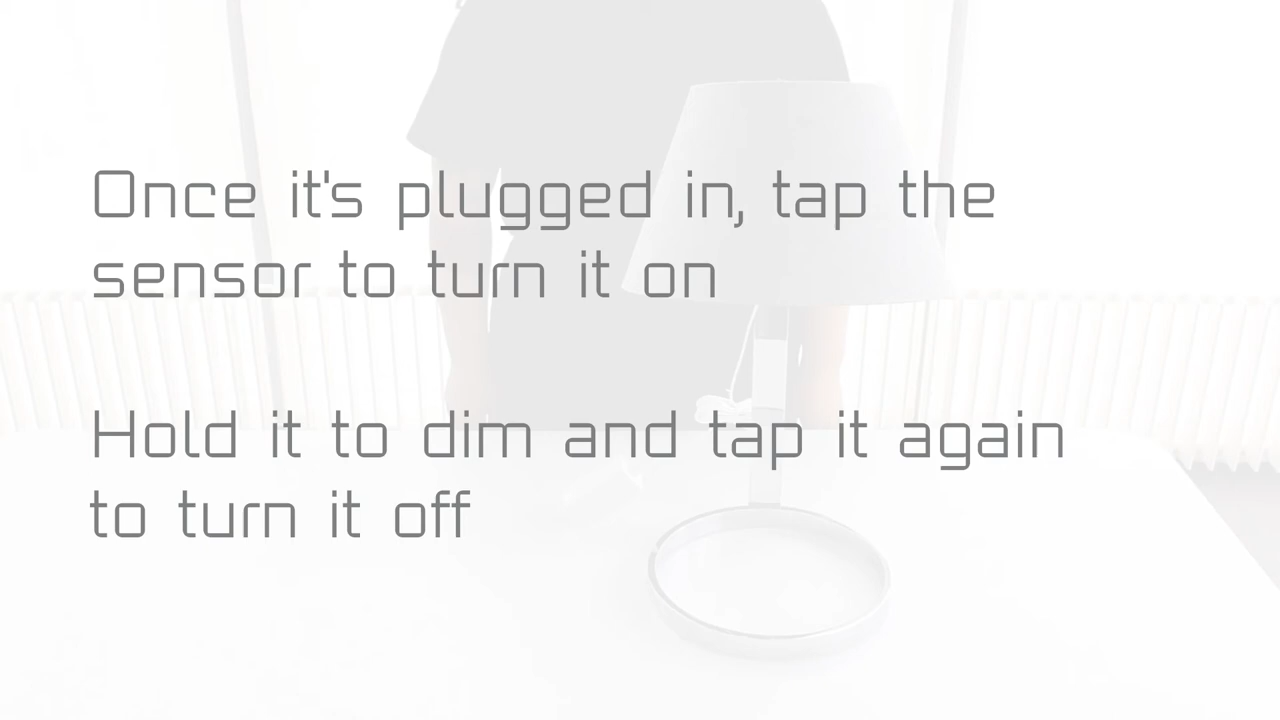 Once it's plugged in, tap the
sensor to turn it on
Hold it to dim and tap it again
to turn it off